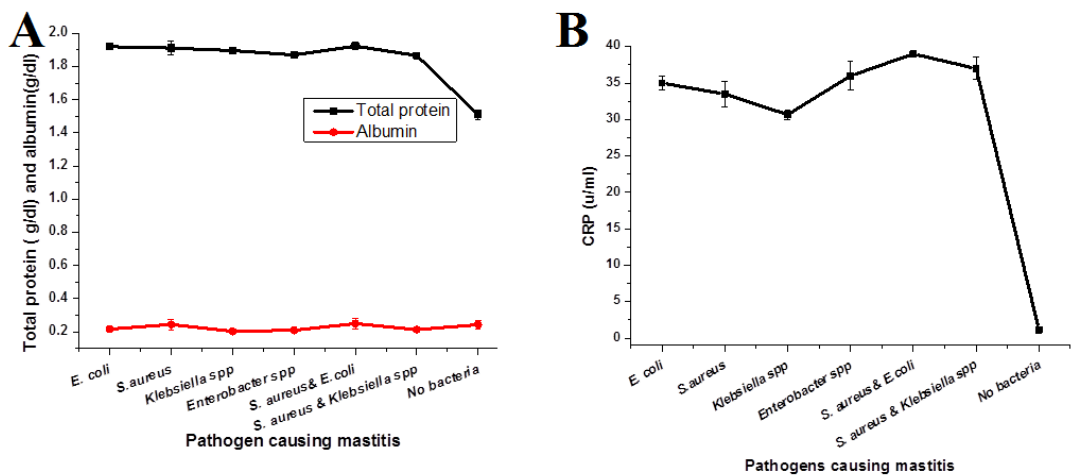 A
Total protein ( g/dl) and albumin(g/dl)
2.0
1.8
1.6
1.4
1.2
1.0
0.8
0.6
0.4
0.2
Total protein
Albumin
E. coli
S.aureus
Klebsiella spp
Enterobacter spp
S. aureus & E.coli
S. aureus & Klebsiella spp
No bacteria
Pathogen causing mastitis
B
CRP (u/ml)
40
35
30
25
20
15
10
5
0
E. coli
S.aureus
Klebsiella spp
Enterobacter spp
S. aureus & E.coli
S. aureus & Klebsiella spp
No bacteria
Pathogens causing mastitis